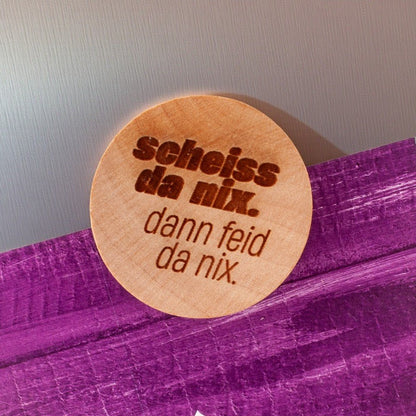 scheiss
da nix.
dann feid
da nix.